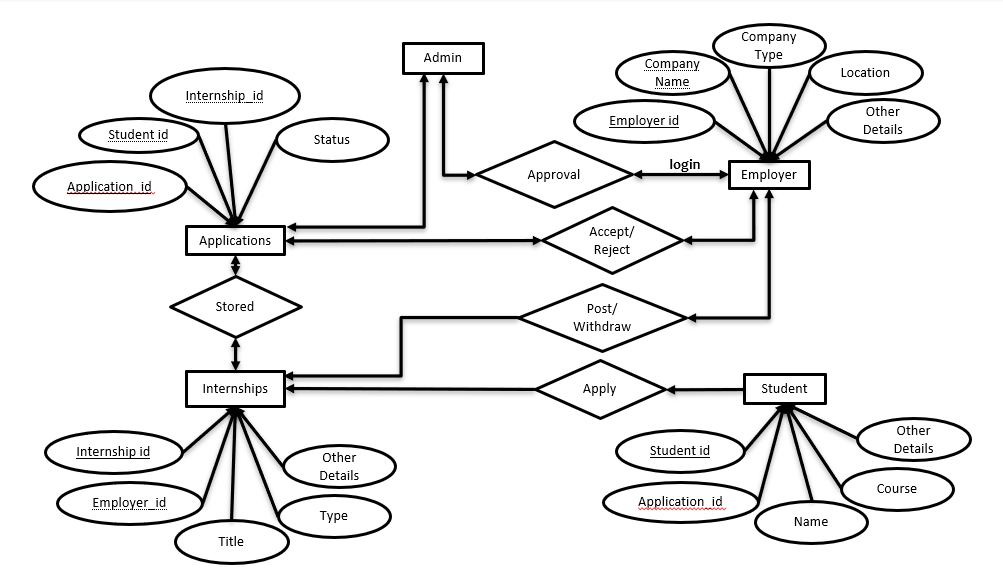 Admin
Company
Type
Company
Name
Location
Employer id
Other
Details
Internship_id
Student id
Status
Application_id
Approval
login
Employer
Applications
Accept/
Reject
Stored
Post/
Withdraw
Internships
Apply
Student
Internship id
Other
Details
Employer_id
Type
Title
Student id
Other
Details
Application_id
Course
Name